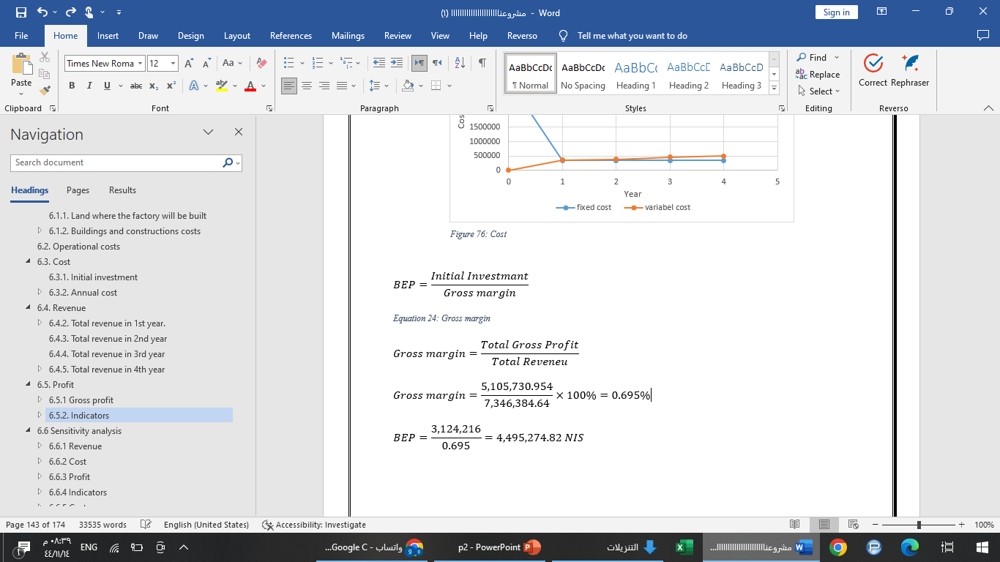 مشروعنااااااااااااااااااااااا (١) - Word
Sign in
File Home Insert Draw Design Layout References Mailings Review View Help Reverso Tell me what you want to do
Paste
Times New Roma 12
Aa
B I U abc x₂ x² A A
AaBbCcDc AaBbCcDc AaBbCc AaBbCcE AaBbCcD
¶ Normal No Spacing Heading 1 Heading 2 Heading 3
Find
Replace
Select
Correct Rephraser
Clipboard Font Paragraph Styles Editing Reverso
Navigation
Search document
Headings Pages Results
6.1.1. Land where the factory will be built
6.1.2. Buildings and constructions costs
6.2. Operational costs
6.3. Cost
6.3.1. Initial investment
6.3.2. Annual cost
6.4. Revenue
6.4.2. Total revenue in 1st year.
6.4.3. Total revenue in 2nd year
6.4.4. Total revenue in 3rd year
6.4.5. Total revenue in 4th year
6.5. Profit
6.5.1 Gross profit
6.5.2. Indicators
6.6 Sensitivity analysis
6.6.1 Revenue
6.6.2 Cost
6.6.3 Profit
6.6.4 Indicators
Cos
1500000
1000000
500000
0
0 1 2 3 4 5
Year
fixed cost variabel cost
Figure 76: Cost
BEP = Initial Investmant / Gross margin
Equation 24: Gross margin
Gross margin = Total Gross Profit / Total Reveneu
Gross margin = 5,105,730.954 / 7,346,384.64 × 100% = 0.695%
BEP = 3,124,216 / 0.695 = 4,495,274.82 NIS
Page 143 of 174 33535 words English (United States) Accessibility: Investigate 100%
٠٨:٣٩ م
٤٤/١١/١٤
ENG
واتساب - Google C...
p2 - PowerPoint
التنزيلات
مشروعنااااااااااااااااااااااا...